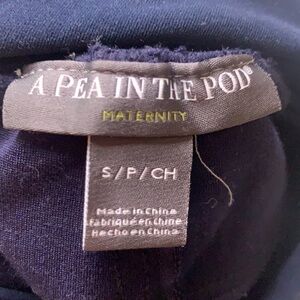 A PEA IN THE POD®
MATERNITY
S/P/CH
Made in China
Fabriqué en Chine
Hecho en China